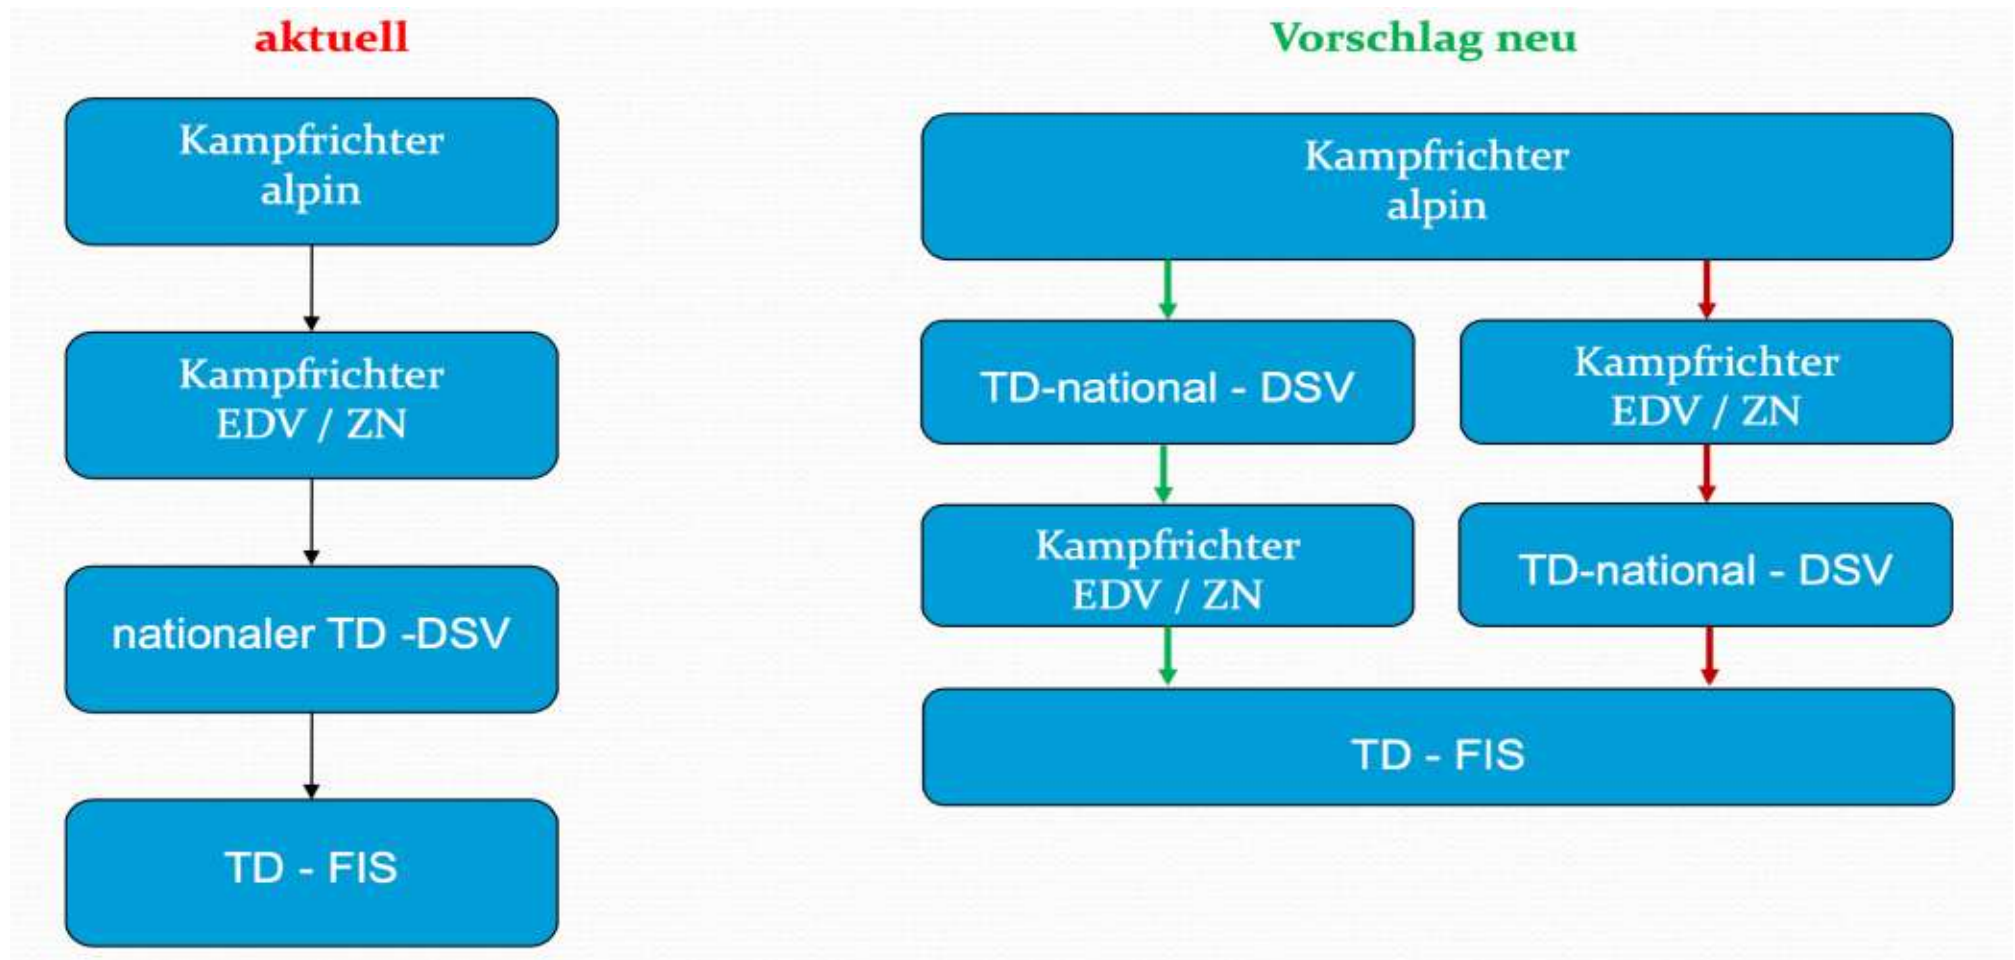 aktuell
Kampfrichter
alpin
Kampfrichter
EDV / ZN
nationaler TD -DSV
TD - FIS
Vorschlag neu
Kampfrichter
alpin
TD-national - DSV
Kampfrichter
EDV / ZN
Kampfrichter
EDV / ZN
TD-national - DSV
TD - FIS